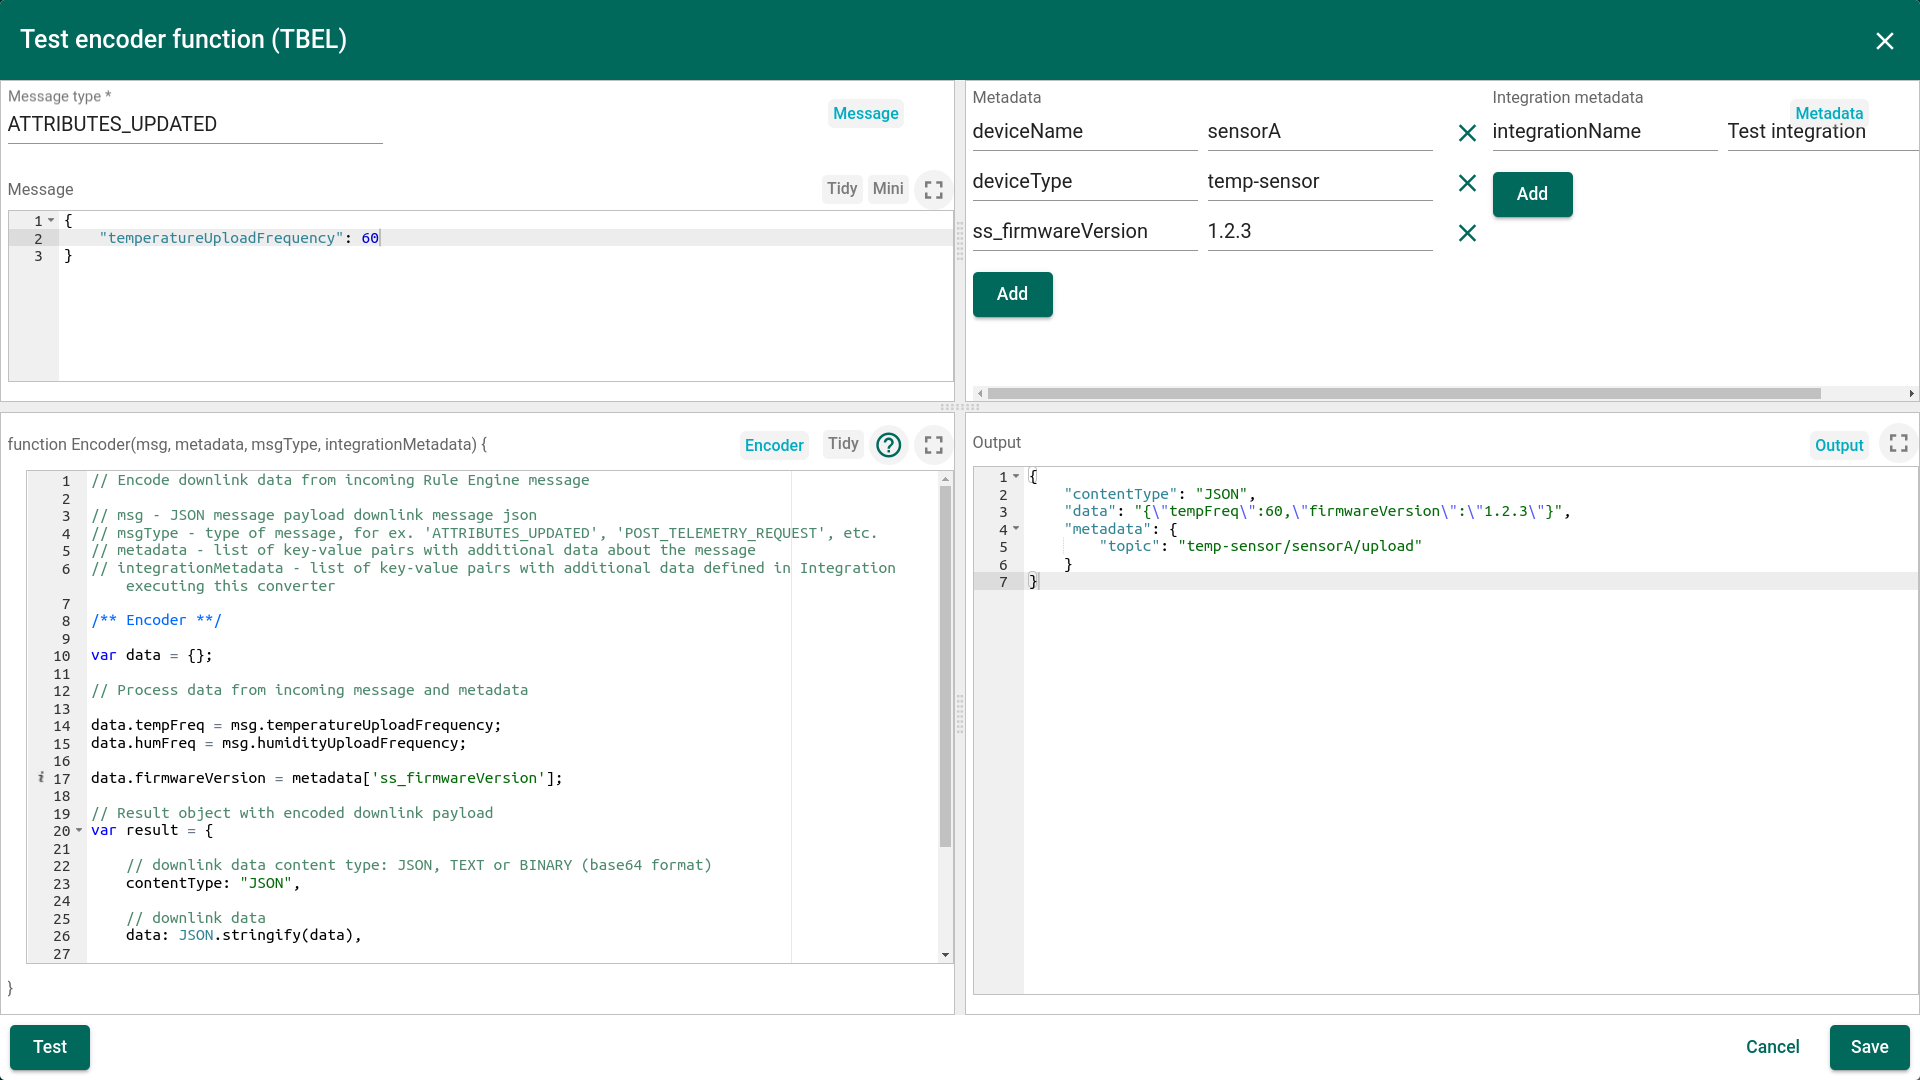 Test encoder function (TBEL)
Message type *
ATTRIBUTES_UPDATED
Message
Message
Tidy
Mini
1 {
2 "temperatureUploadFrequency": 60
3 }
Metadata
deviceName sensorA
deviceType temp-sensor
ss_firmwareVersion 1.2.3
Add
Integration metadata
Metadata
integrationName Test integration
Add
function Encoder(msg, metadata, msgType, integrationMetadata) {
Encoder
Tidy
1 // Encode downlink data from incoming Rule Engine message
2
3 // msg - JSON message payload downlink message json
4 // msgType - type of message, for ex. 'ATTRIBUTES_UPDATED', 'POST_TELEMETRY_REQUEST', etc.
5 // metadata - list of key-value pairs with additional data about the message
6 // integrationMetadata - list of key-value pairs with additional data defined in Integration
executing this converter
7
8 /** Encoder **/
9
10 var data = {};
11
12 // Process data from incoming message and metadata
13
14 data.tempFreq = msg.temperatureUploadFrequency;
15 data.humFreq = msg.humidityUploadFrequency;
16
17 data.firmwareVersion = metadata['ss_firmwareVersion'];
18
19 // Result object with encoded downlink payload
20 var result = {
21
22 // downlink data content type: JSON, TEXT or BINARY (base64 format)
23 contentType: "JSON",
24
25 // downlink data
26 data: JSON.stringify(data),
27
}
Output
Output
1 {
2 "contentType": "JSON",
3 "data": "{\"tempFreq\":60,\"firmwareVersion\":\"1.2.3\"}",
4 "metadata": {
5 "topic": "temp-sensor/sensorA/upload"
6 }
7 }
Test
Cancel
Save